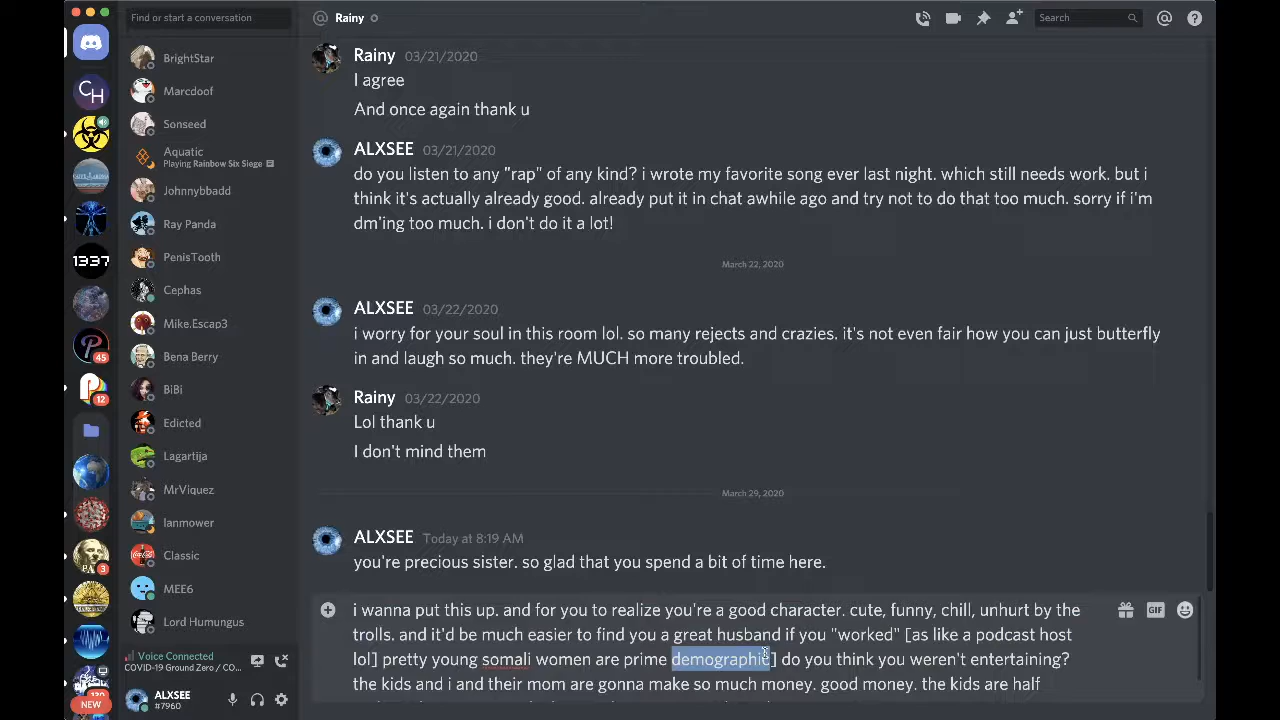 Find or start a conversation
@ Rainy
Search
BrightStar
Marcdoof
Sonseed
Aquatic
Playing Rainbow Six Siege
Johnnybbadd
Ray Panda
PenisTooth
Cephas
Mike.Escap3
Bena Berry
BiBi
Edicted
Lagartija
MrViquez
Ianmower
Classic
MEE6
Lord Humungus
Voice Connected
COVID-19 Ground Zero / CO...
ALXSEE
#7960
CH
1337
45
12
3
NEW
Rainy 03/21/2020
I agree
And once again thank u
ALXSEE 03/21/2020
do you listen to any "rap" of any kind? i wrote my favorite song ever last night. which still needs work. but i
think it's actually already good. already put it in chat awhile ago and try not to do that too much. sorry if i'm
dm'ing too much. i don't do it a lot!
March 22, 2020
ALXSEE 03/22/2020
i worry for your soul in this room lol. so many rejects and crazies. it's not even fair how you can just butterfly
in and laugh so much. they're MUCH more troubled.
Rainy 03/22/2020
Lol thank u
I don't mind them
March 29, 2020
ALXSEE Today at 8:19 AM
you're precious sister. so glad that you spend a bit of time here.
i wanna put this up. and for you to realize you're a good character. cute, funny, chill, unhurt by the
trolls. and it'd be much easier to find you a great husband if you "worked" [as like a podcast host
lol] pretty young somali women are prime demographic] do you think you weren't entertaining?
the kids and i and their mom are gonna make so much money. good money. the kids are half
GIF